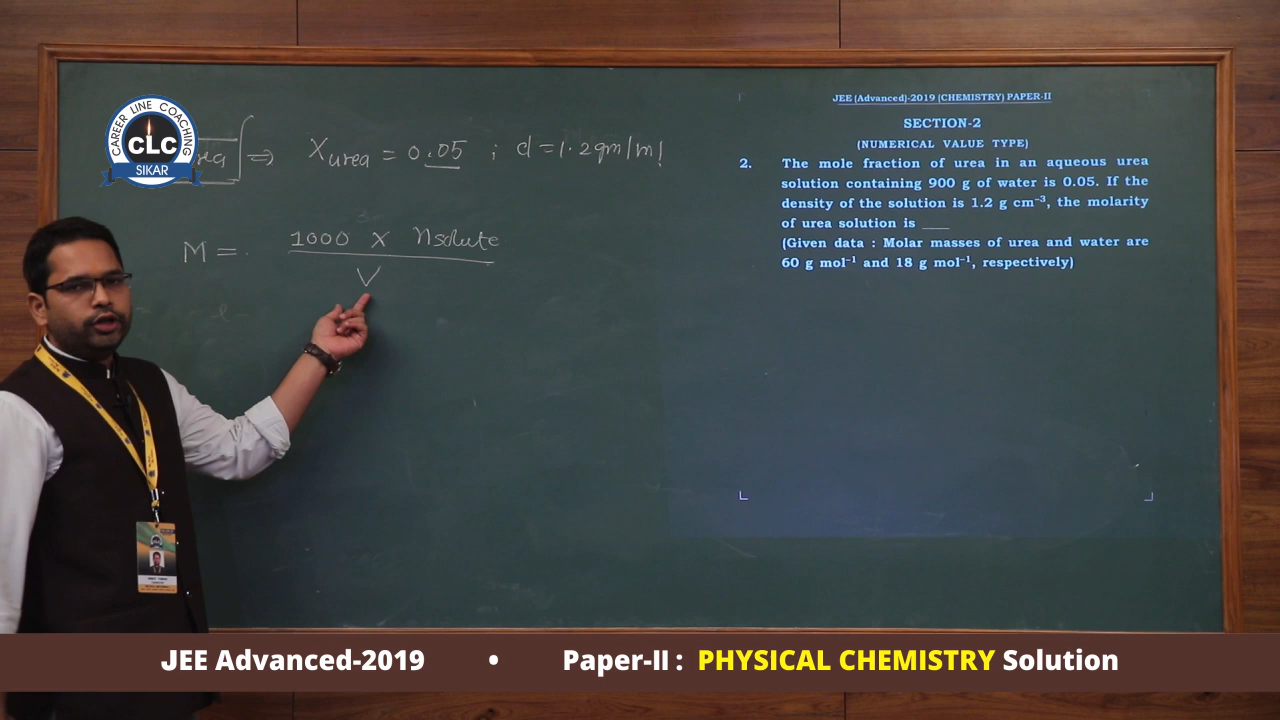 CAREER LINE COACHING
CLC
SIKAR
⇒ X urea = 0.05 ; d = 1.2 gm/ml
M = 1000 X nsolute
V
JEE (Advanced)-2019 (CHEMISTRY) PAPER-II
SECTION-2
(NUMERICAL VALUE TYPE)
2. The mole fraction of urea in an aqueous urea
solution containing 900 g of water is 0.05. If the
density of the solution is 1.2 g cm⁻³, the molarity
of urea solution is ___
(Given data : Molar masses of urea and water are
60 g mol⁻¹ and 18 g mol⁻¹, respectively)
JEE Advanced-2019 • Paper-II : PHYSICAL CHEMISTRY Solution